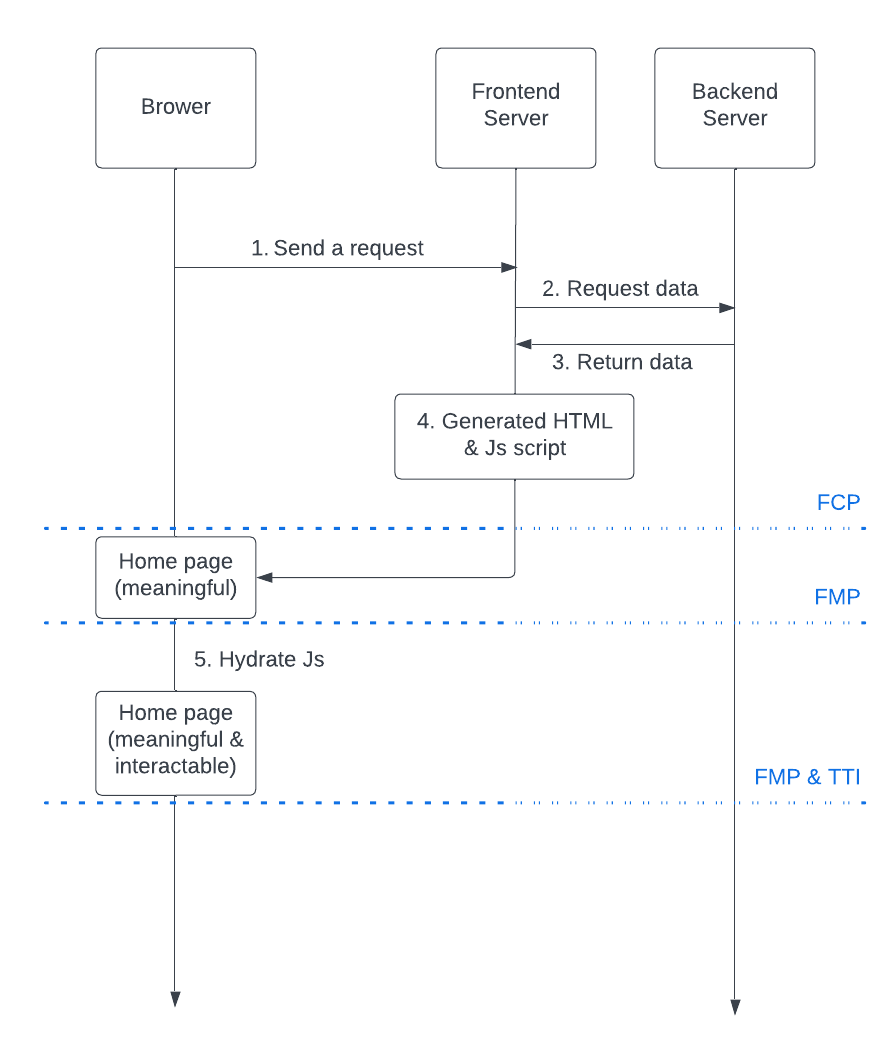 Brower
Frontend
Server
Backend
Server
1. Send a request
2. Request data
3. Return data
4. Generated HTML
& Js script
FCP
Home page
(meaningful)
FMP
5. Hydrate Js
Home page
(meaningful &
interactable)
FMP & TTI